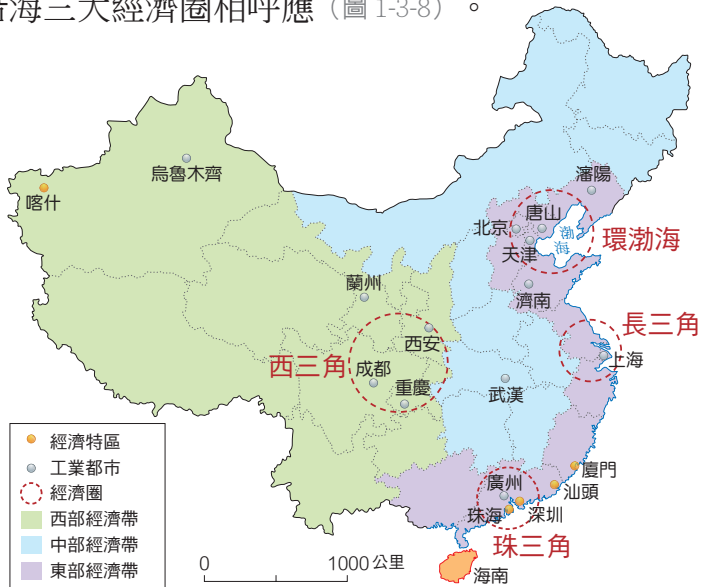 海三大經濟圈相呼應（圖 1-3-8）。
烏魯木齊
喀什
瀋陽
唐山
北京
渤海
天津
環渤海
蘭州
濟南
西安
長三角
上海
西三角
成都
重慶
武漢
廈門
汕頭
廣州
深圳
珠海
珠三角
海南
經濟特區
工業都市
經濟圈
西部經濟帶
中部經濟帶
東部經濟帶
0 1000公里